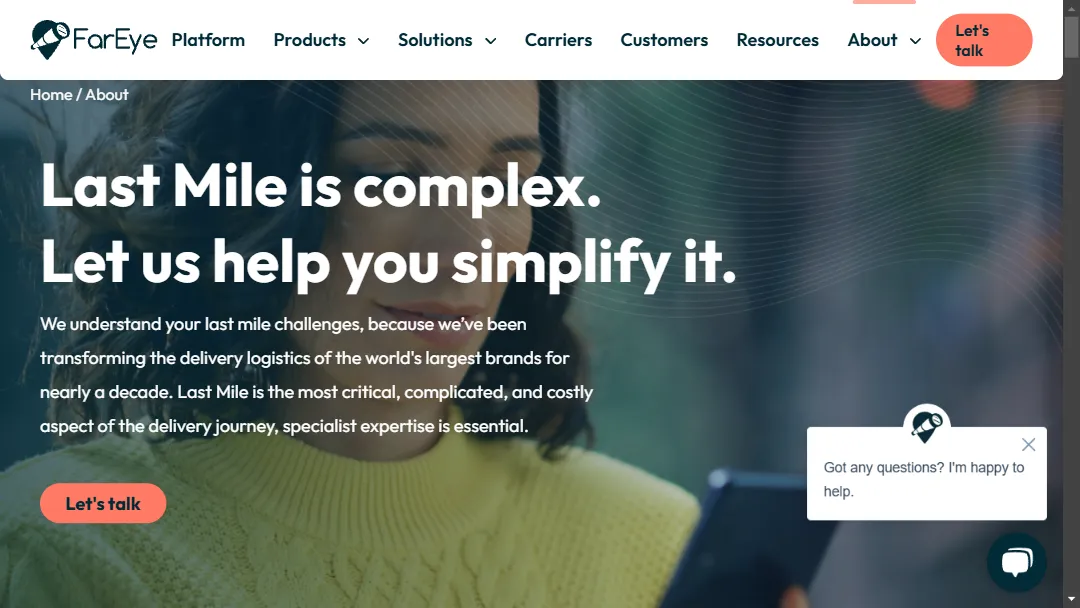 FarEye Platform Products Solutions Carriers Customers Resources About Let's talk
Home / About
Last Mile is complex.
Let us help you simplify it.
We understand your last mile challenges, because we've been
transforming the delivery logistics of the world's largest brands for
nearly a decade. Last Mile is the most critical, complicated, and costly
aspect of the delivery journey, specialist expertise is essential.
Let's talk
Got any questions? I'm happy to
help.